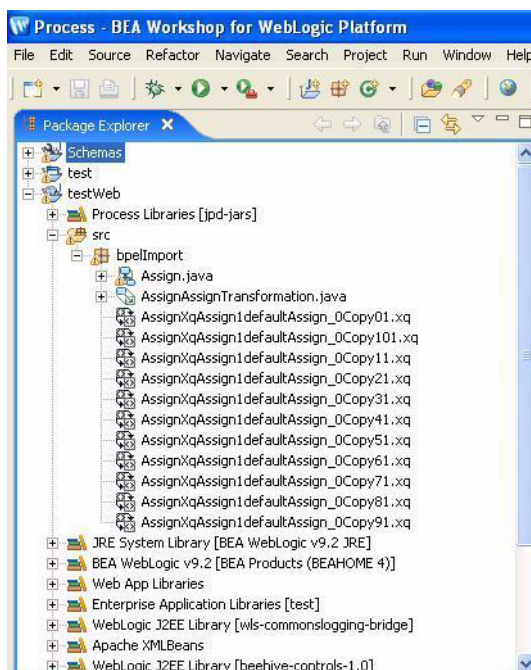 Process - BEA Workshop for WebLogic Platform
File Edit Source Refactor Navigate Search Project Run Window Help
Package Explorer
Schemas
test
testWeb
Process Libraries [jpd-jars]
src
bpelImport
Assign.java
AssignAssignTransformation.java
AssignXqAssign1defaultAssign_0Copy01.xq
AssignXqAssign1defaultAssign_0Copy101.xq
AssignXqAssign1defaultAssign_0Copy11.xq
AssignXqAssign1defaultAssign_0Copy21.xq
AssignXqAssign1defaultAssign_0Copy31.xq
AssignXqAssign1defaultAssign_0Copy41.xq
AssignXqAssign1defaultAssign_0Copy51.xq
AssignXqAssign1defaultAssign_0Copy61.xq
AssignXqAssign1defaultAssign_0Copy71.xq
AssignXqAssign1defaultAssign_0Copy81.xq
AssignXqAssign1defaultAssign_0Copy91.xq
JRE System Library [BEA WebLogic v9.2 JRE]
BEA WebLogic v9.2 [BEA Products (BEAHOME 4)]
Web App Libraries
Enterprise Application Libraries [test]
WebLogic J2EE Library [wls-commonslogging-bridge]
Apache XMLBeans
WebLogic J2EE Library [beehive-controls-1.0]